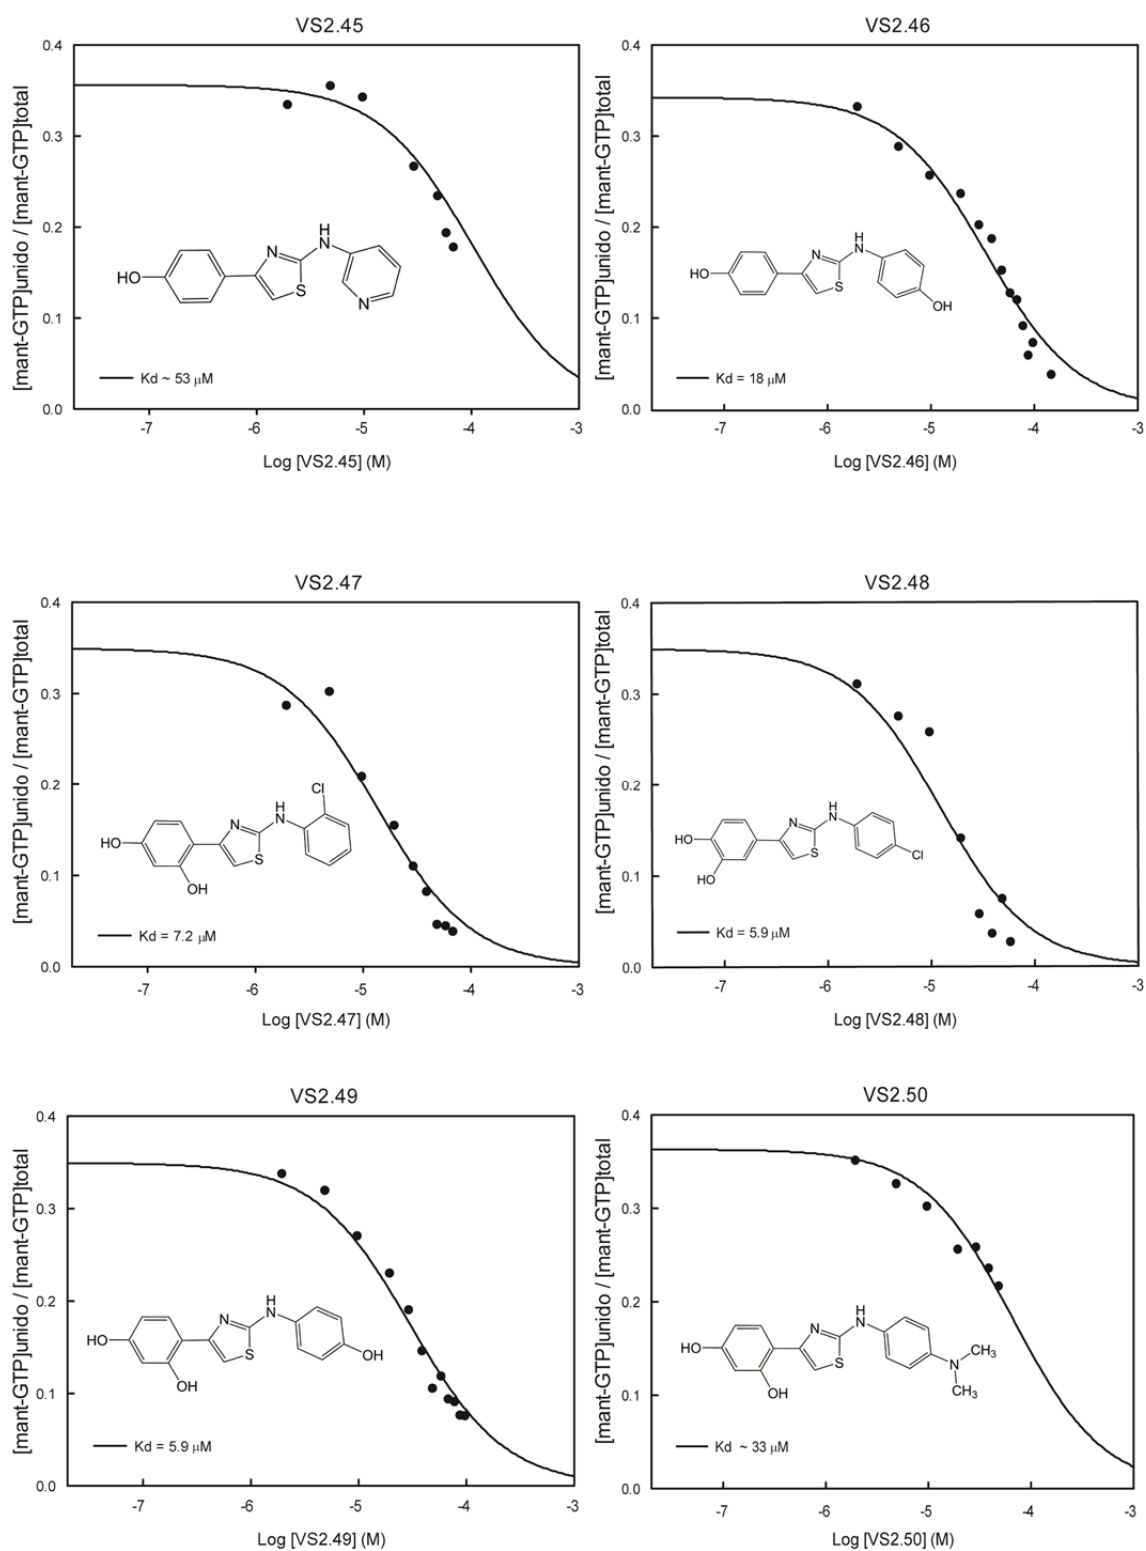 VS2.45
[mant-GTP]unido / [mant-GTP]total
0.4
0.3
0.2
0.1
0.0
HO
N
S
H
N
N
Kd ~ 53 µM
-7 -6 -5 -4 -3
Log [VS2.45] (M)
VS2.46
[mant-GTP]unido / [mant-GTP]total
0.4
0.3
0.2
0.1
0.0
HO
N
S
H
N
OH
Kd = 18 µM
-7 -6 -5 -4 -3
Log [VS2.46] (M)
VS2.47
[mant-GTP]unido / [mant-GTP]total
0.4
0.3
0.2
0.1
0.0
HO
OH
N
S
H
N
Cl
Kd = 7.2 µM
-7 -6 -5 -4 -3
Log [VS2.47] (M)
VS2.48
[mant-GTP]unido / [mant-GTP]total
0.4
0.3
0.2
0.1
0.0
HO
HO
N
S
H
N
Cl
Kd = 5.9 µM
-7 -6 -5 -4 -3
Log [VS2.48] (M)
VS2.49
[mant-GTP]unido / [mant-GTP]total
0.4
0.3
0.2
0.1
0.0
HO
OH
N
S
H
N
OH
Kd = 5.9 µM
-7 -6 -5 -4 -3
Log [VS2.49] (M)
VS2.50
[mant-GTP]unido / [mant-GTP]total
0.4
0.3
0.2
0.1
0.0
HO
OH
N
S
H
N
N
CH3
CH3
Kd ~ 33 µM
-7 -6 -5 -4 -3
Log [VS2.50] (M)